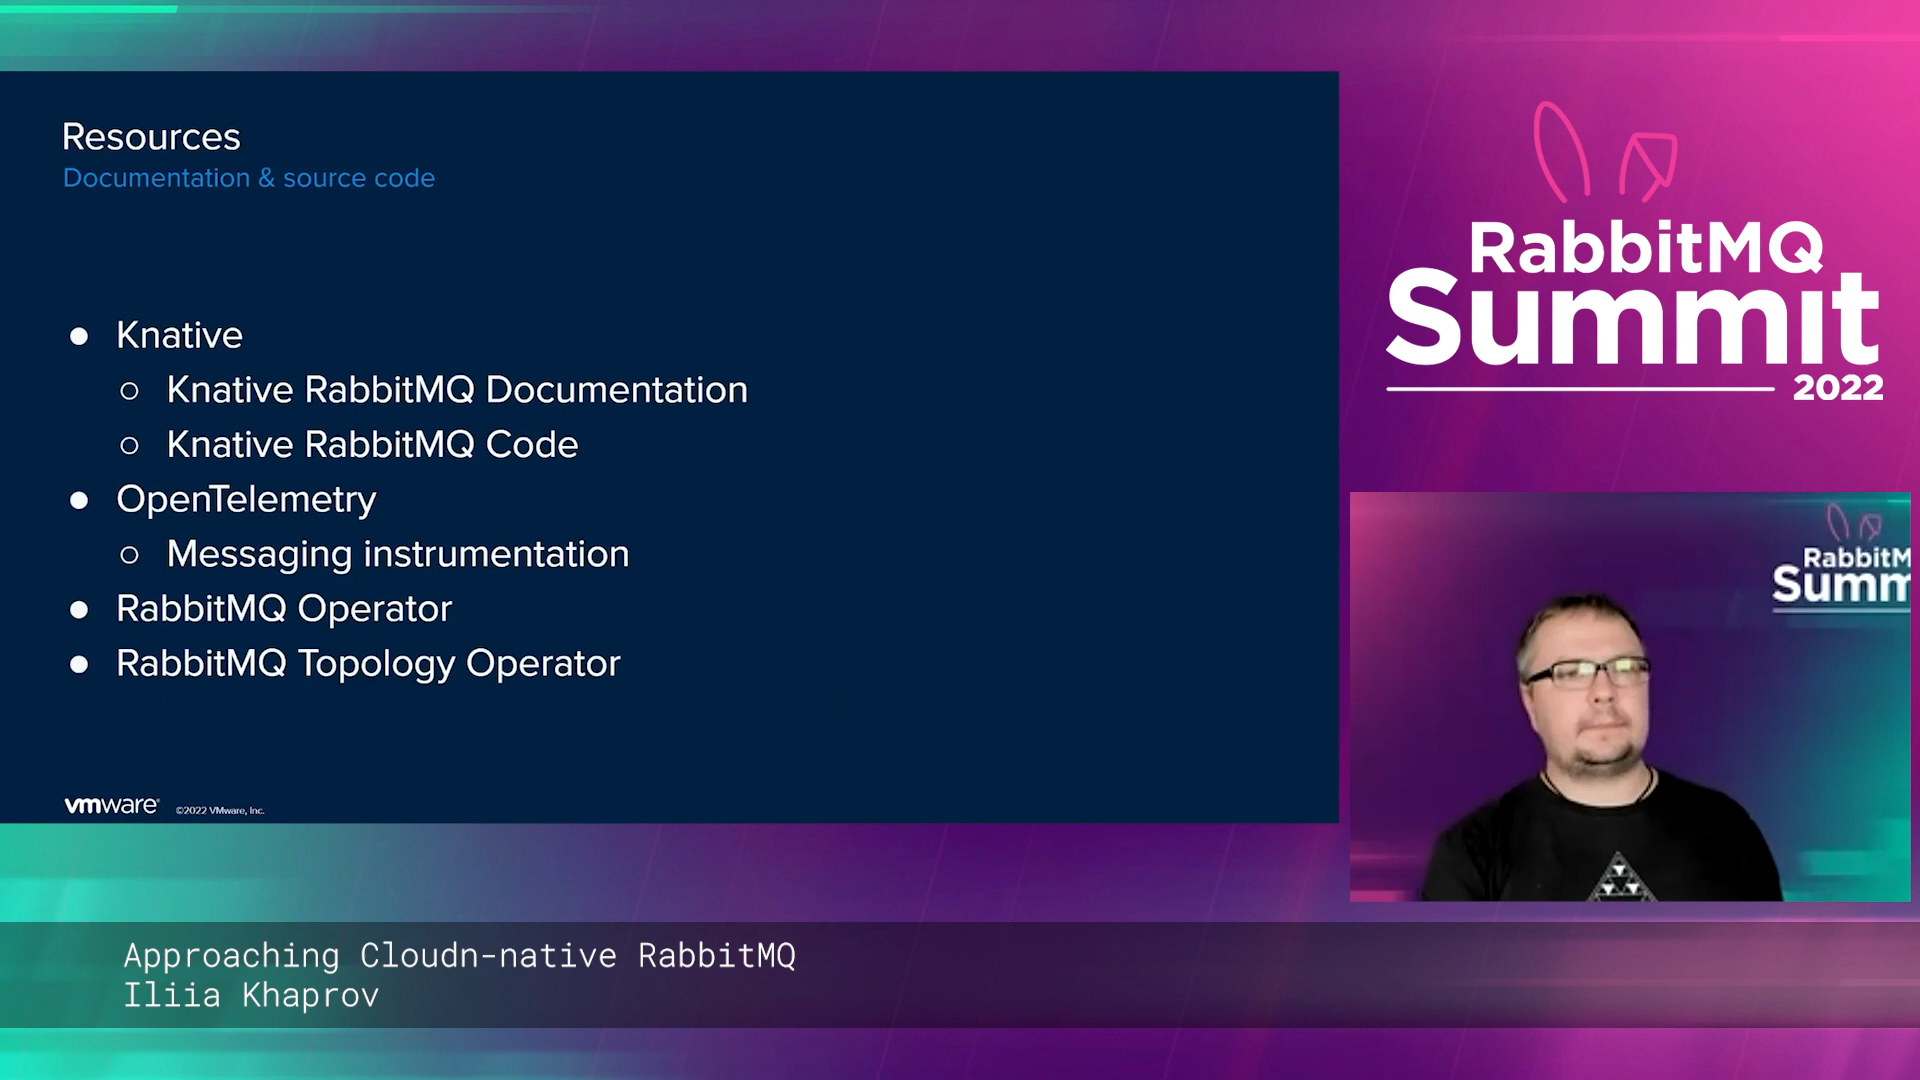 Resources
Documentation & source code
● Knative
○ Knative RabbitMQ Documentation
○ Knative RabbitMQ Code
● OpenTelemetry
○ Messaging instrumentation
● RabbitMQ Operator
● RabbitMQ Topology Operator
vmware®
©2022 VMware, Inc.
RabbitMQ
Summit
2022
RabbitM
Summ
Approaching Cloudn-native RabbitMQ
Iliia Khaprov